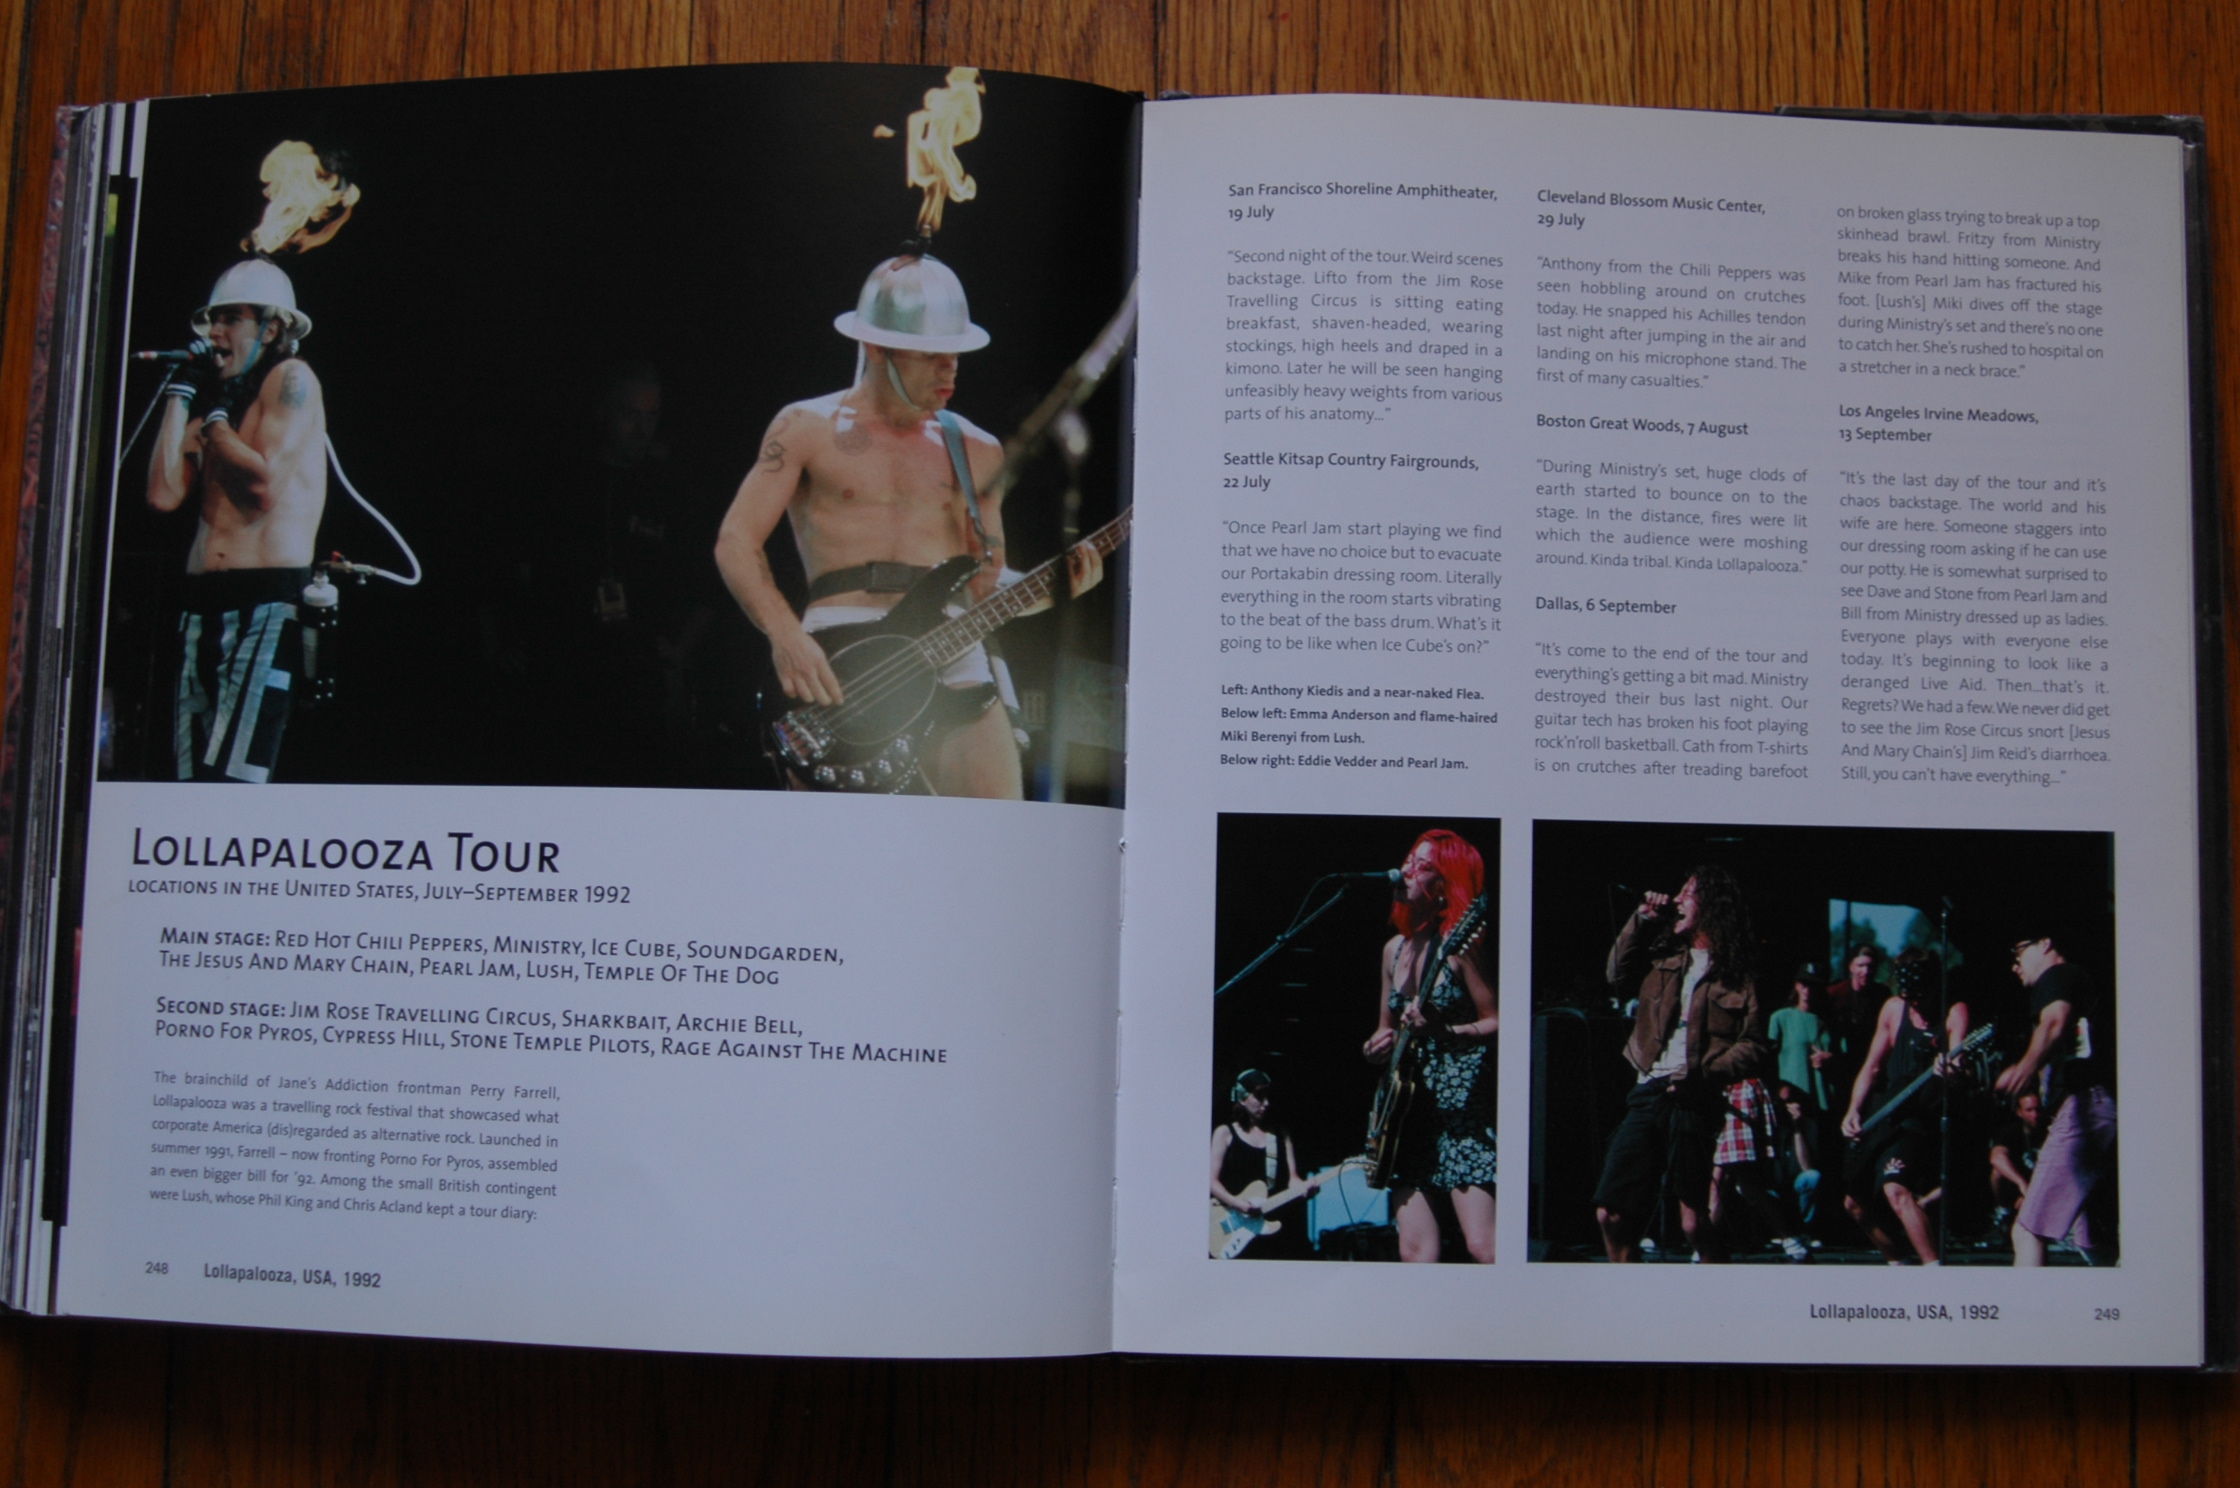 LOLLAPALOOZA TOUR
LOCATIONS IN THE UNITED STATES, JULY–SEPTEMBER 1992
MAIN STAGE: RED HOT CHILI PEPPERS, MINISTRY, ICE CUBE, SOUNDGARDEN,
THE JESUS AND MARY CHAIN, PEARL JAM, LUSH, TEMPLE OF THE DOG
SECOND STAGE: JIM ROSE TRAVELLING CIRCUS, SHARKBAIT, ARCHIE BELL,
PORNO FOR PYROS, CYPRESS HILL, STONE TEMPLE PILOTS, RAGE AGAINST THE MACHINE
The brainchild of Jane's Addiction frontman Perry Farrell,
Lollapalooza was a travelling rock festival that showcased what
corporate America (dis)regarded as alternative rock. Launched in
summer 1991, Farrell – now fronting Porno For Pyros, assembled
an even bigger bill for '92. Among the small British contingent
were Lush, whose Phil King and Chris Acland kept a tour diary:
248 Lollapalooza, USA, 1992
San Francisco Shoreline Amphitheater,
19 July
"Second night of the tour. Weird scenes
backstage. Lifto from the Jim Rose
Travelling Circus is sitting eating
breakfast, shaven-headed, wearing
stockings, high heels and draped in a
kimono. Later he will be seen hanging
unfeasibly heavy weights from various
parts of his anatomy..."
Seattle Kitsap Country Fairgrounds,
22 July
"Once Pearl Jam start playing we find
that we have no choice but to evacuate
our Portakabin dressing room. Literally
everything in the room starts vibrating
to the beat of the bass drum. What's it
going to be like when Ice Cube's on?"
Left: Anthony Kiedis and a near-naked Flea.
Below left: Emma Anderson and flame-haired
Miki Berenyi from Lush.
Below right: Eddie Vedder and Pearl Jam.
Cleveland Blossom Music Center,
29 July
"Anthony from the Chili Peppers was
seen hobbling around on crutches
today. He snapped his Achilles tendon
last night after jumping in the air and
landing on his microphone stand. The
first of many casualties."
Boston Great Woods, 7 August
"During Ministry's set, huge clods of
earth started to bounce on to the
stage. In the distance, fires were lit
which the audience were moshing
around. Kinda tribal. Kinda Lollapalooza."
Dallas, 6 September
"It's come to the end of the tour and
everything's getting a bit mad. Ministry
destroyed their bus last night. Our
guitar tech has broken his foot playing
rock'n'roll basketball. Cath from T-shirts
is on crutches after treading barefoot
on broken glass trying to break up a top
skinhead brawl. Fritzy from Ministry
breaks his hand hitting someone. And
Mike from Pearl Jam has fractured his
foot. [Lush's] Miki dives off the stage
during Ministry's set and there's no one
to catch her. She's rushed to hospital on
a stretcher in a neck brace."
Los Angeles Irvine Meadows,
13 September
"It's the last day of the tour and it's
chaos backstage. The world and his
wife are here. Someone staggers into
our dressing room asking if he can use
our potty. He is somewhat surprised to
see Dave and Stone from Pearl Jam and
Bill from Ministry dressed up as ladies.
Everyone plays with everyone else
today. It's beginning to look like a
deranged Live Aid. Then...that's it.
Regrets? We had a few. We never did get
to see the Jim Rose Circus snort [Jesus
And Mary Chain's] Jim Reid's diarrhoea.
Still, you can't have everything..."
Lollapalooza, USA, 1992 249